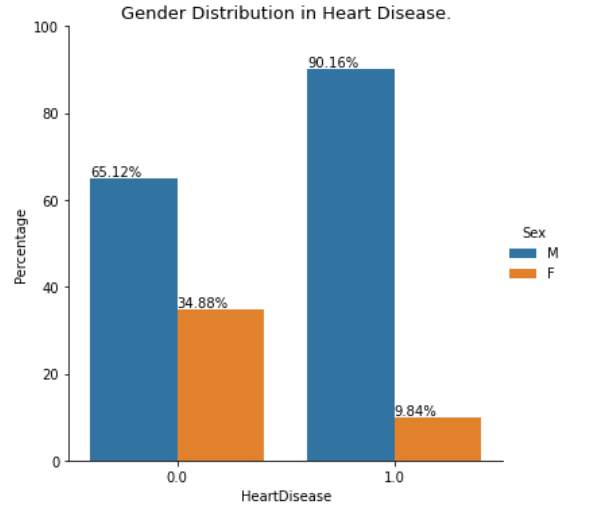 Gender Distribution in Heart Disease.
100
80
60
40
20
0
Percentage
65.12%
34.88%
90.16%
9.84%
0.0
1.0
HeartDisease
Sex
M
F